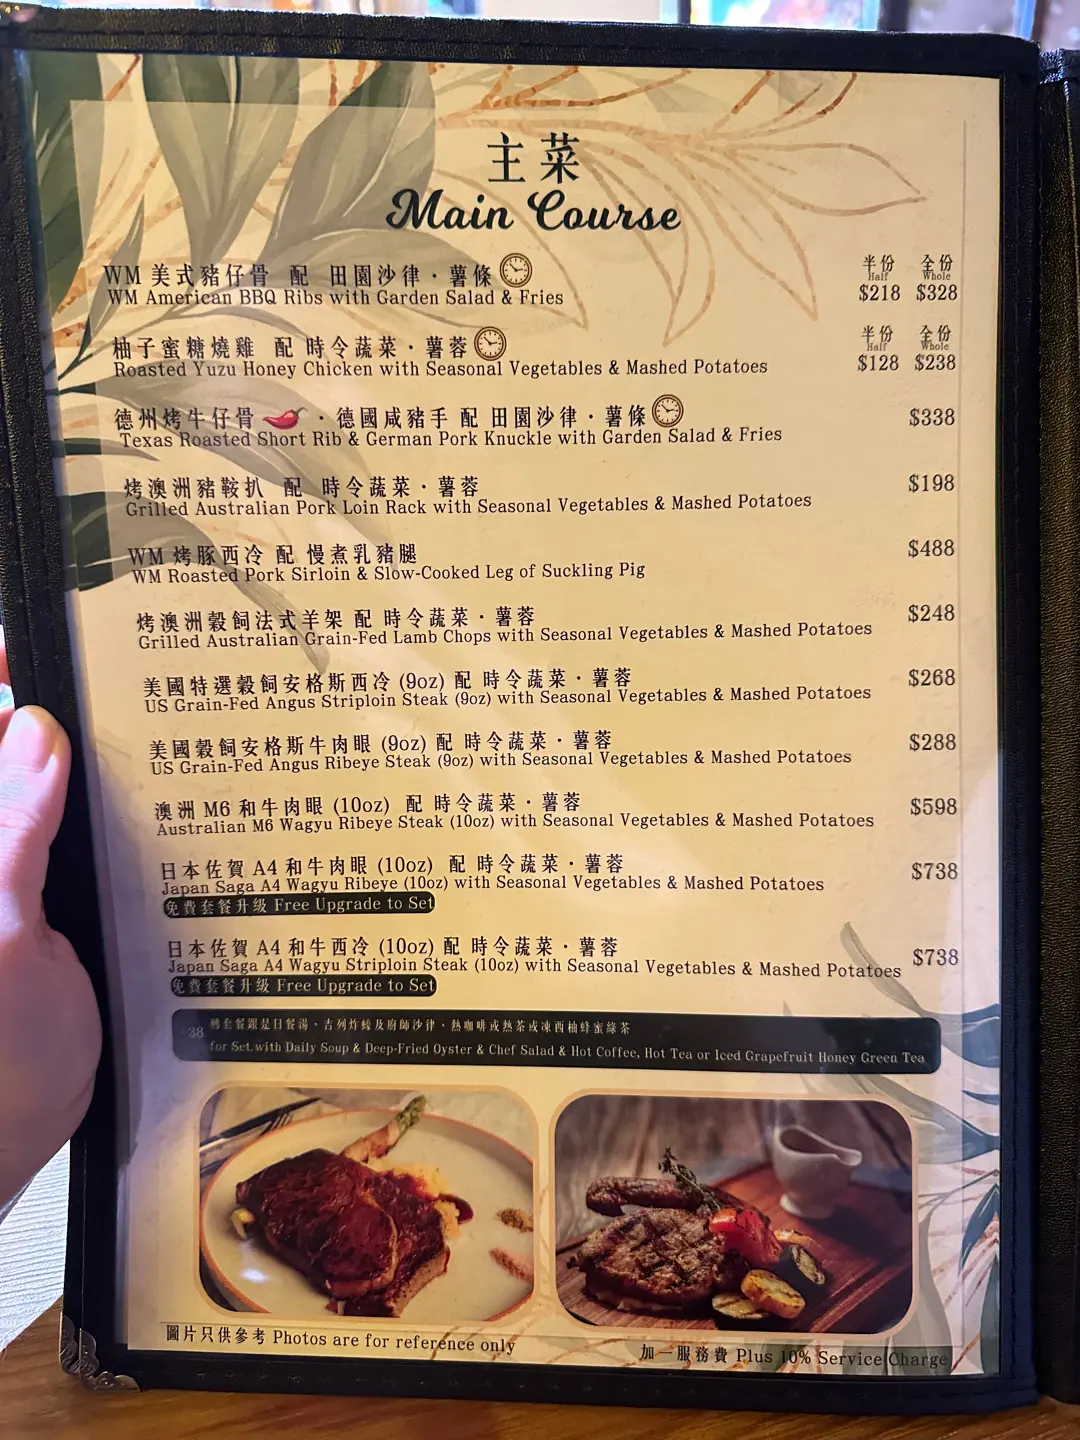 主菜
Main Course
WM 美式豬仔骨 配 田園沙律・薯條
WM American BBQ Ribs with Garden Salad & Fries
半份 全份
Half Whole
$218 $328
柚子蜜糖燒雞 配 時令蔬菜・薯蓉
Roasted Yuzu Honey Chicken with Seasonal Vegetables & Mashed Potatoes
半份 全份
Half Whole
$128 $238
德州烤牛仔骨 ・德國咸豬手 配 田園沙律・薯條
Texas Roasted Short Rib & German Pork Knuckle with Garden Salad & Fries
$338
烤澳洲豬鞍扒 配 時令蔬菜・薯蓉
Grilled Australian Pork Loin Rack with Seasonal Vegetables & Mashed Potatoes
$198
WM 烤豚西冷 配 慢煮乳豬腿
WM Roasted Pork Sirloin & Slow-Cooked Leg of Suckling Pig
$488
烤澳洲穀飼法式羊架 配 時令蔬菜・薯蓉
Grilled Australian Grain-Fed Lamb Chops with Seasonal Vegetables & Mashed Potatoes
$248
美國特選穀飼安格斯西冷 (9oz) 配 時令蔬菜・薯蓉
US Grain-Fed Angus Striploin Steak (9oz) with Seasonal Vegetables & Mashed Potatoes
$268
美國穀飼安格斯牛肉眼 (9oz) 配 時令蔬菜・薯蓉
US Grain-Fed Angus Ribeye Steak (9oz) with Seasonal Vegetables & Mashed Potatoes
$288
澳洲 M6 和牛肉眼 (10oz) 配 時令蔬菜・薯蓉
Australian M6 Wagyu Ribeye Steak (10oz) with Seasonal Vegetables & Mashed Potatoes
$598
日本佐賀 A4 和牛肉眼 (10oz) 配 時令蔬菜・薯蓉
Japan Saga A4 Wagyu Ribeye (10oz) with Seasonal Vegetables & Mashed Potatoes
$738
免費套餐升級 Free Upgrade to Set
日本佐賀 A4 和牛西冷 (10oz) 配 時令蔬菜・薯蓉
Japan Saga A4 Wagyu Striploin Steak (10oz) with Seasonal Vegetables & Mashed Potatoes
$738
免費套餐升級 Free Upgrade to Set
38 轉套餐跟是日餐湯、吉列炸蠔及廚師沙律、熱咖啡或熱茶或凍西柚蜂蜜綠茶
for Set with Daily Soup & Deep-Fried Oyster & Chef Salad & Hot Coffee, Hot Tea or Iced Grapefruit Honey Green Tea
圖片只供參考 Photos are for reference only
加一服務費 Plus 10% Service Charge